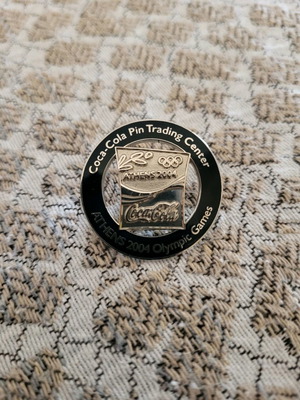 Coca-Cola Pin Trading Center
ATHENS 2004
Coca-Cola
ATHENS 2004 Olympic Games